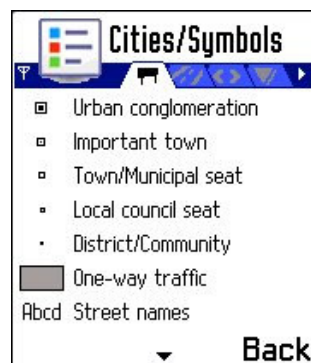 Cities/Symbols
Urban conglomeration
Important town
Town/Municipal seat
Local council seat
District/Community
One-way traffic
Abcd Street names
Back